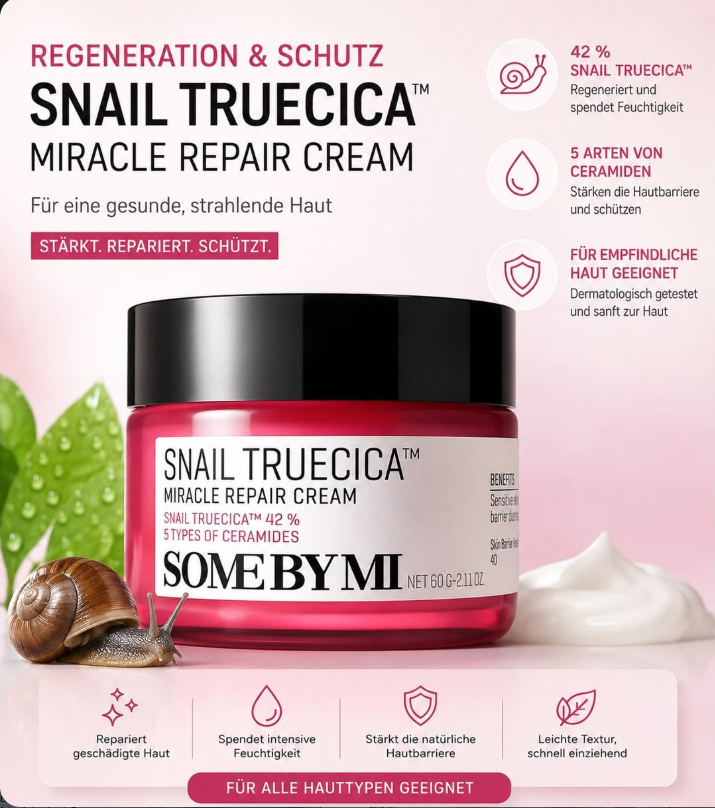 REGENERATION & SCHUTZ
SNAIL TRUECICA™
MIRACLE REPAIR CREAM
Für eine gesunde, strahlende Haut
STÄRKT. REPARIERT. SCHÜTZT.
42 %
SNAIL TRUECICA™
Regeneriert und
spendet Feuchtigkeit
5 ARTEN VON
CERAMIDEN
Stärken die Hautbarriere
und schützen
FÜR EMPFINDLICHE
HAUT GEEIGNET
Dermatologisch getestet
und sanft zur Haut
SNAIL TRUECICA™
MIRACLE REPAIR CREAM
SNAIL TRUECICA™ 42 %
5 TYPES OF CERAMIDES
SOME BY MI
NET 60 G-2.11 OZ.
BENEFITS
Skin Barrier
40
Repariert
geschädigte Haut
Spendet intensive
Feuchtigkeit
Stärkt die natürliche
Hautbarriere
Leichte Textur,
schnell einziehend
FÜR ALLE HAUTTYPEN GEEIGNET